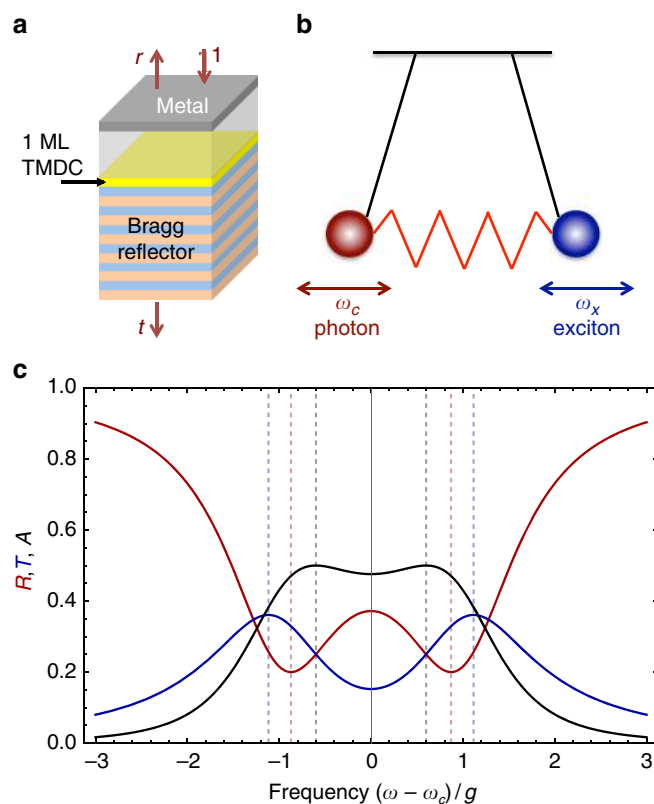 a
b
r
1
Metal
1 ML
TMDC
Bragg
reflector
t
ω_c
photon
ω_x
exciton
c
1.0
0.8
0.6
0.4
0.2
0.0
R,T, A
−3
−2
−1
0
1
2
3
Frequency (ω − ω_c) / g